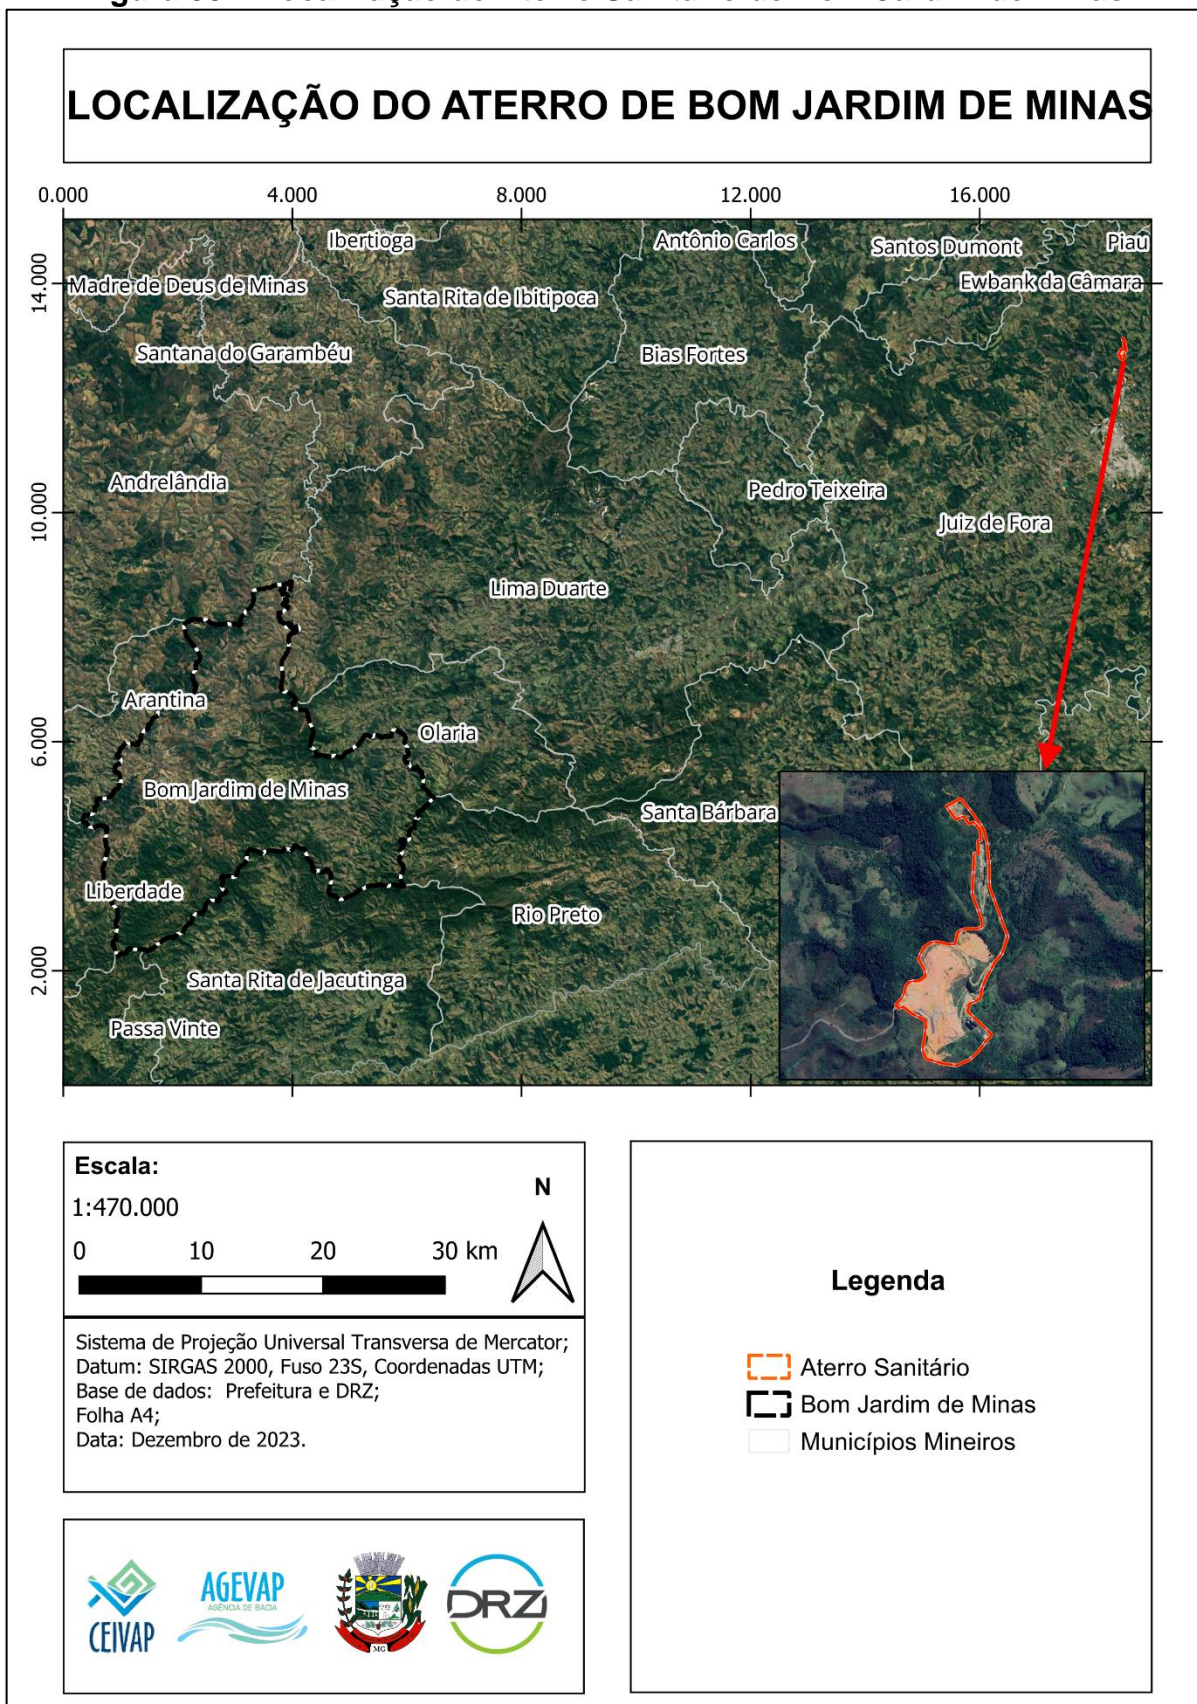 LOCALIZAÇÃO DO ATERRO DE BOM JARDIM DE MINAS
0.000 4.000 8.000 12.000 16.000
14.000
10.000
6.000
2.000
Ibertioga
Antônio Carlos
Santos Dumont
Piau
Madre de Deus de Minas
Santa Rita de Ibitipoca
Ewbank da Câmara
Santana do Garambéu
Bias Fortes
Andrelândia
Pedro Teixeira
Juiz de Fora
Lima Duarte
Arantina
Olaria
Bom Jardim de Minas
Santa Bárbara
Liberdade
Rio Preto
Santa Rita de Jacutinga
Passa Vinte
Escala:
1:470.000
N
0 10 20 30 km
Sistema de Projeção Universal Transversa de Mercator;
Datum: SIRGAS 2000, Fuso 23S, Coordenadas UTM;
Base de dados: Prefeitura e DRZ;
Folha A4;
Data: Dezembro de 2023.
Legenda
Aterro Sanitário
Bom Jardim de Minas
Municípios Mineiros
CEIVAP
AGEVAP
AGÊNCIA DE BACIA
MG
DRZ